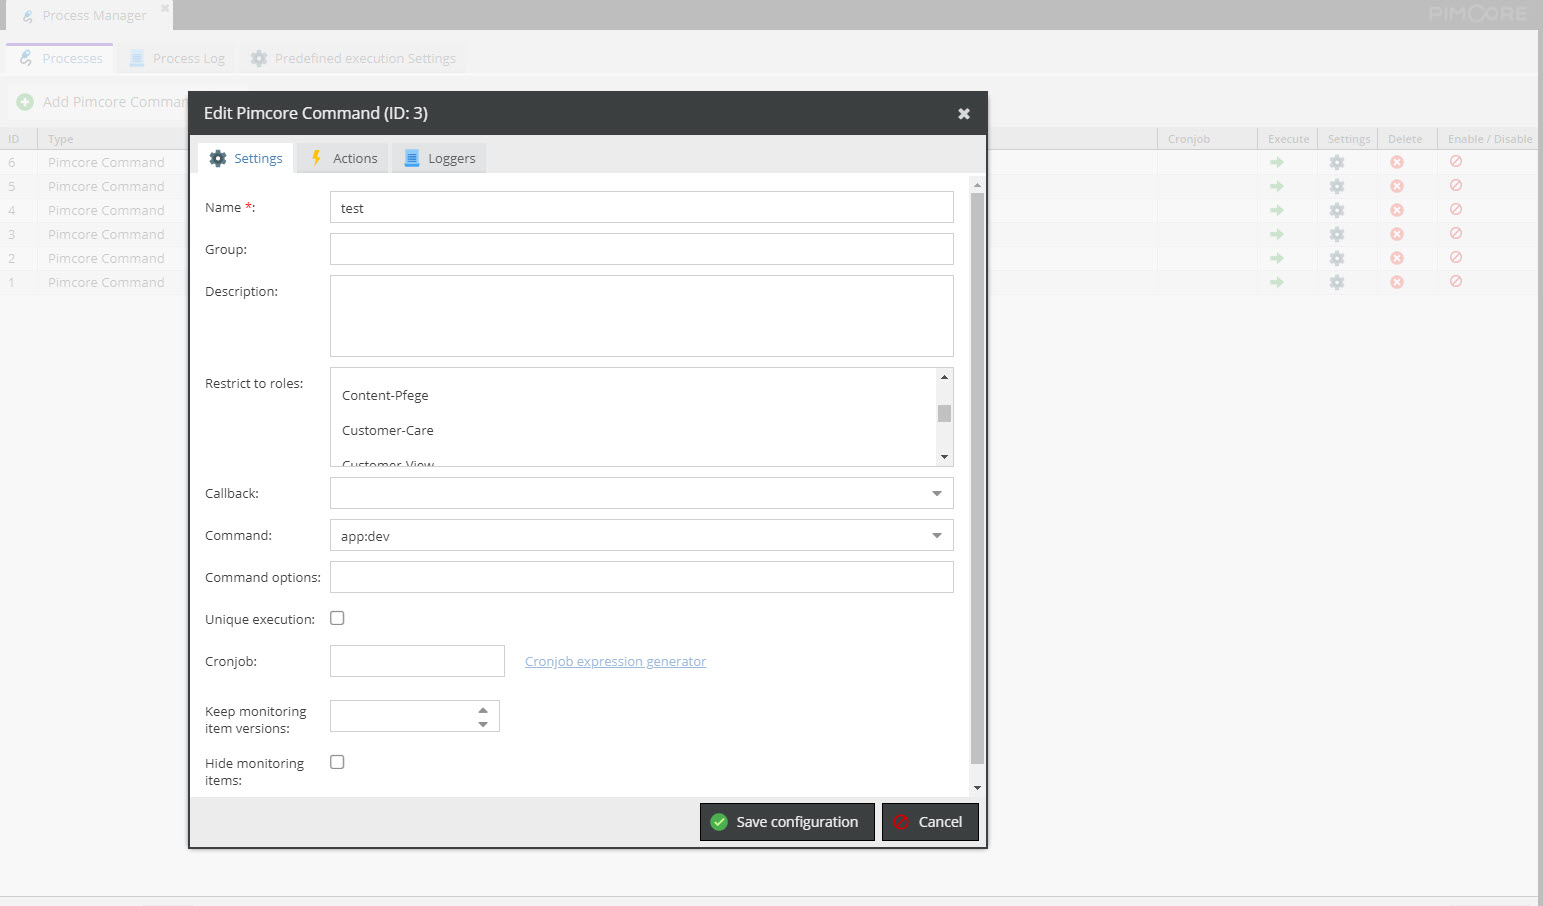 Process Manager
PIMCORE
Processes
Process Log
Predefined execution Settings
Add Pimcore Comman
ID
Type
Cronjob
Execute
Settings
Delete
Enable / Disable
6
Pimcore Command
5
Pimcore Command
4
Pimcore Command
3
Pimcore Command
2
Pimcore Command
1
Pimcore Command
Edit Pimcore Command (ID: 3)
Settings
Actions
Loggers
Name *:
test
Group:
Description:
Restrict to roles:
Content-Pfege
Customer-Care
Customer-View
Callback:
Command:
app:dev
Command options:
Unique execution:
Cronjob:
Cronjob expression generator
Keep monitoring
item versions:
Hide monitoring
items:
Save configuration
Cancel